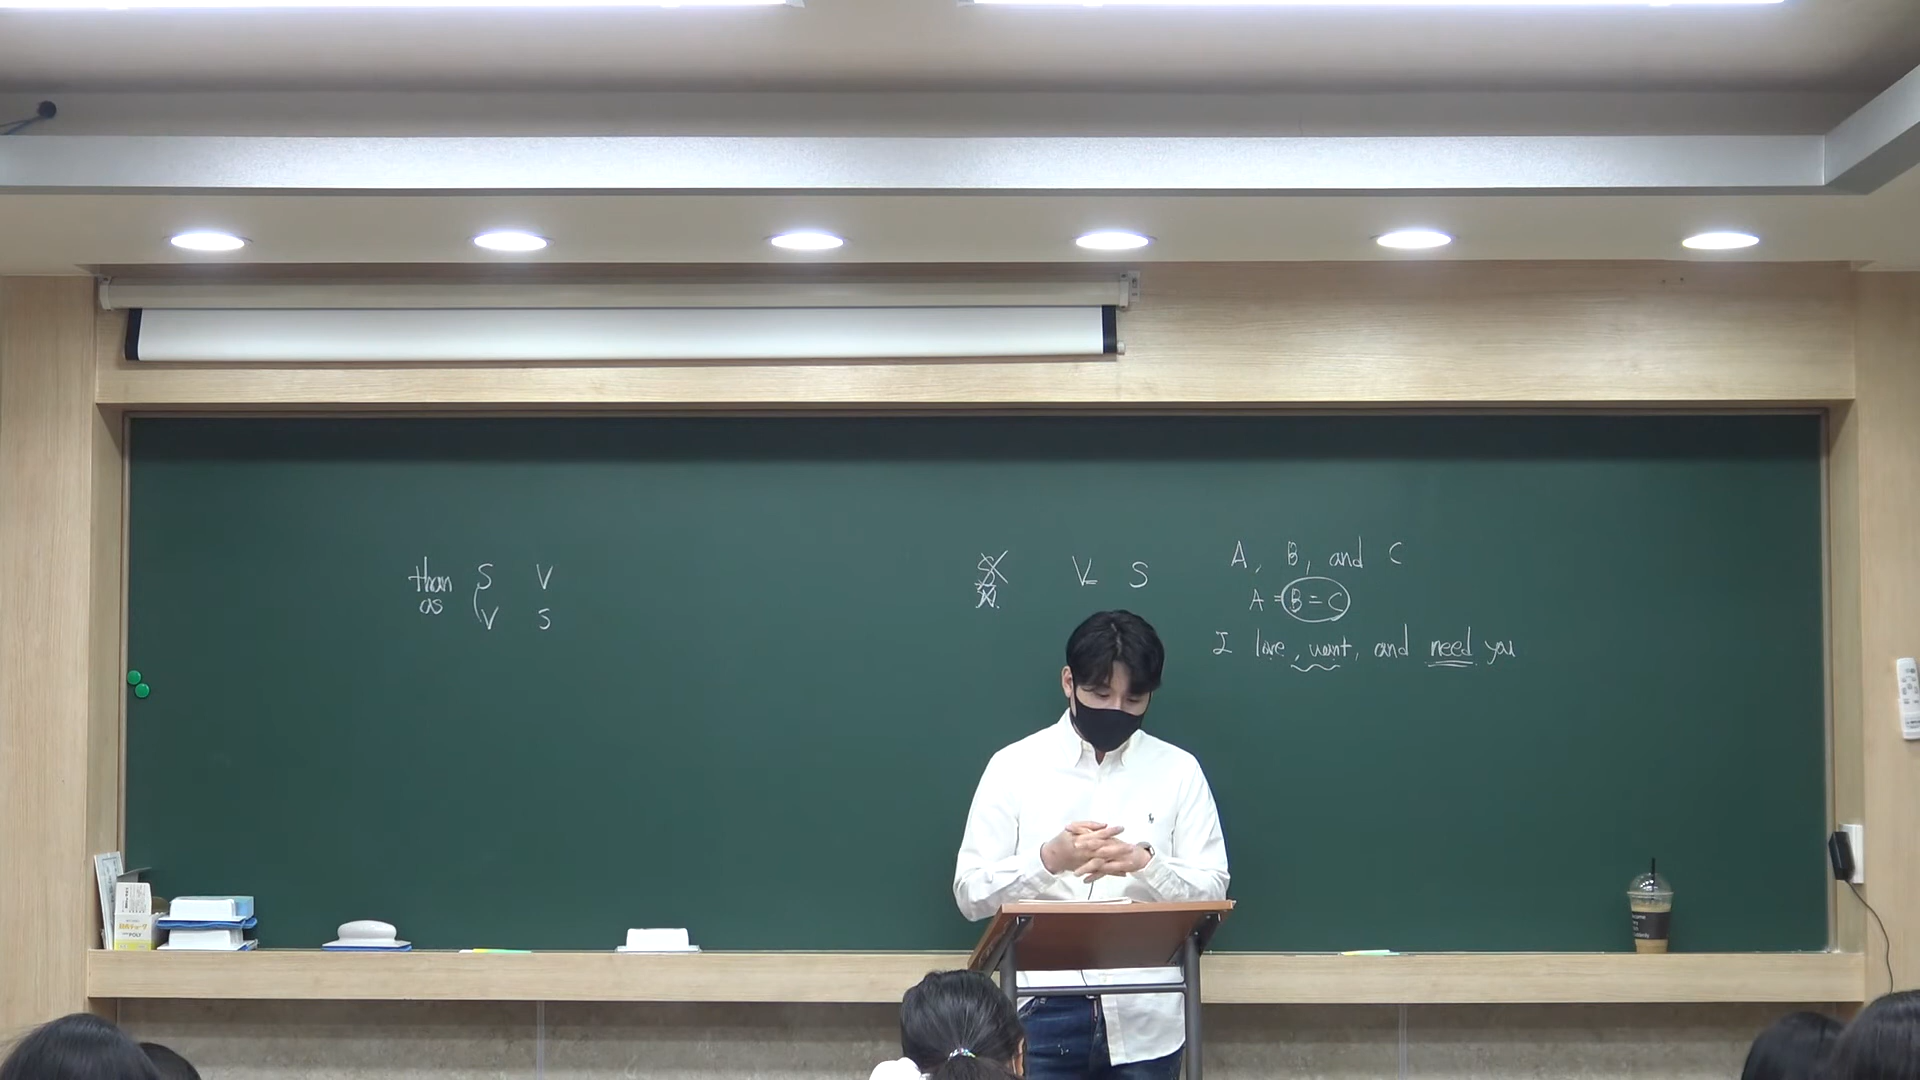 than S V
as V S
S V S
N.
A, B, and C
A = B = C
I love, want, and need you